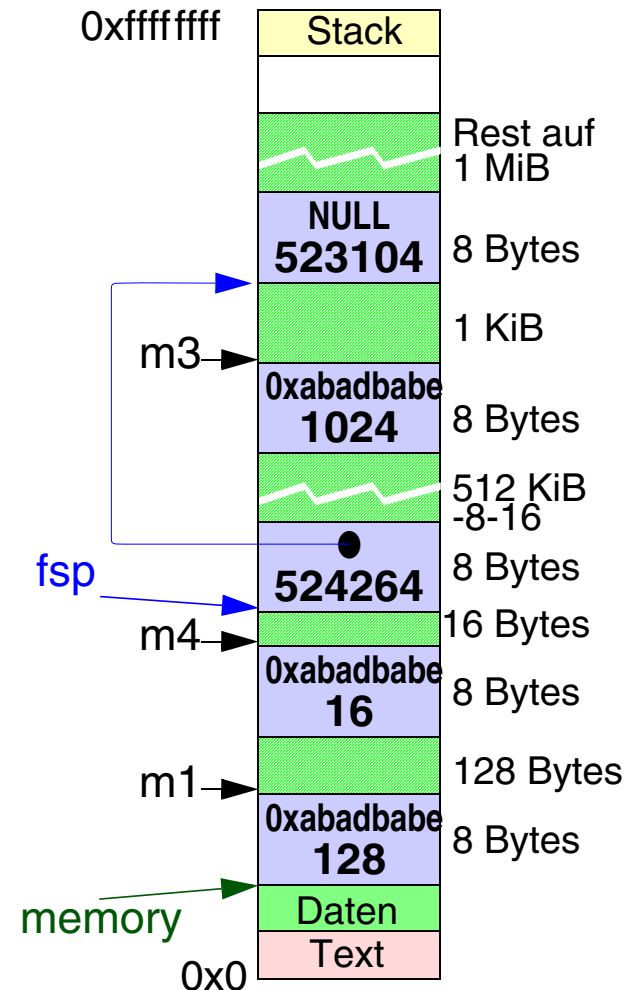 0xffffffff
Stack
Rest auf
1 MiB
NULL
523104
8 Bytes
1 KiB
m3
0xabadbabe
1024
8 Bytes
512 KiB
-8-16
fsp
524264
8 Bytes
16 Bytes
m4
0xabadbabe
16
8 Bytes
128 Bytes
m1
0xabadbabe
128
8 Bytes
memory
Daten
Text
0x0